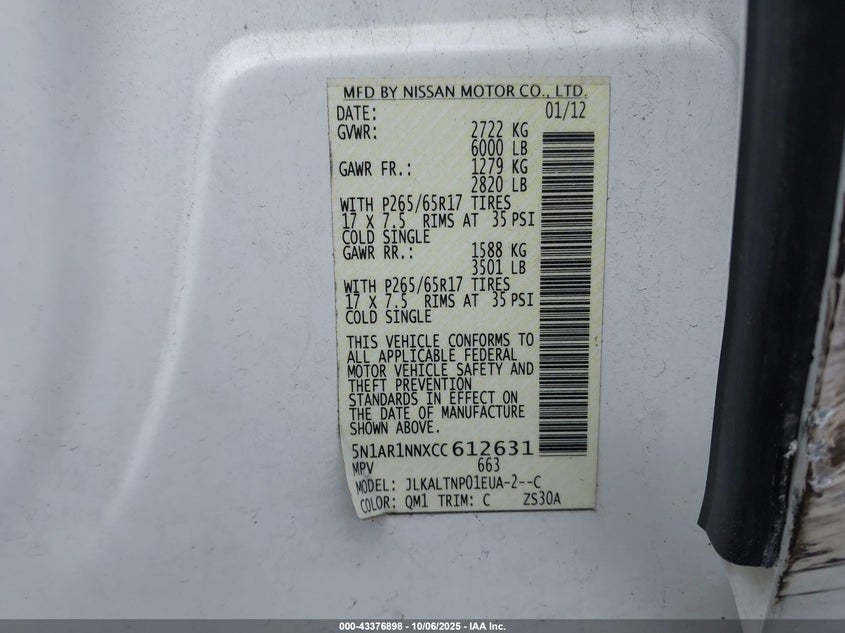 MFD BY NISSAN MOTOR CO., LTD.
DATE: 01/12
GVWR: 2722 KG
6000 LB
GAWR FR.: 1279 KG
2820 LB
WITH P265/65R17 TIRES
17 X 7.5 RIMS AT 35 PSI
COLD SINGLE
GAWR RR.: 1588 KG
3501 LB
WITH P265/65R17 TIRES
17 X 7.5 RIMS AT 35 PSI
COLD SINGLE
THIS VEHICLE CONFORMS TO
ALL APPLICABLE FEDERAL
MOTOR VEHICLE SAFETY AND
THEFT PREVENTION
STANDARDS IN EFFECT ON
THE DATE OF MANUFACTURE
SHOWN ABOVE.
5N1AR1NNXCC612631
MPV 663
MODEL: JLKALTNP01EUA-2--C
COLOR: QM1 TRIM: C ZS30A
000-43376898 - 10/06/2025 - IAA Inc.